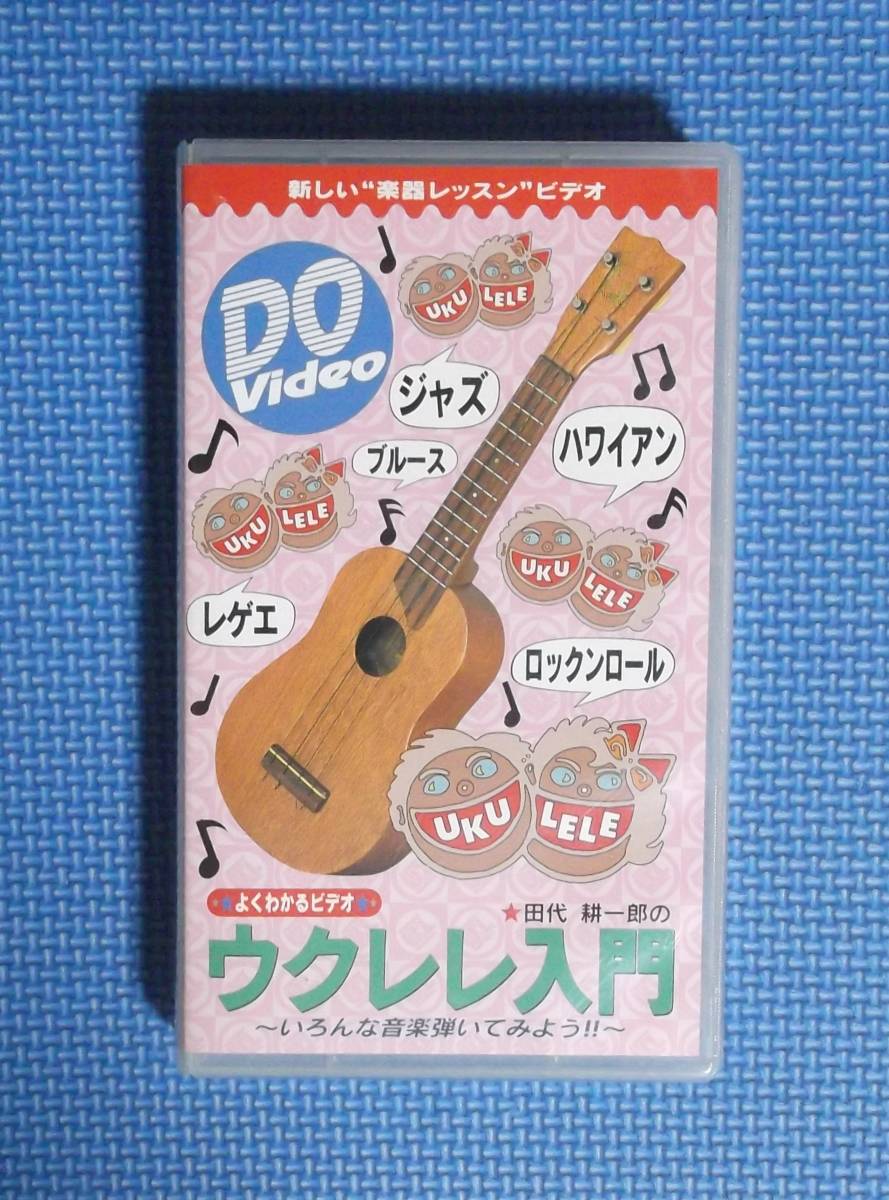 新しい“楽器レッスン”ビデオ
DO
Video
UKU LELE
ジャズ
ハワイアン
ブルース
UKU LELE
UKU LELE
レゲエ
ロックンロール
UKU LELE
★よくわかるビデオ★
★田代 耕一郎の
ウクレレ入門
〜いろんな音楽弾いてみよう!!〜